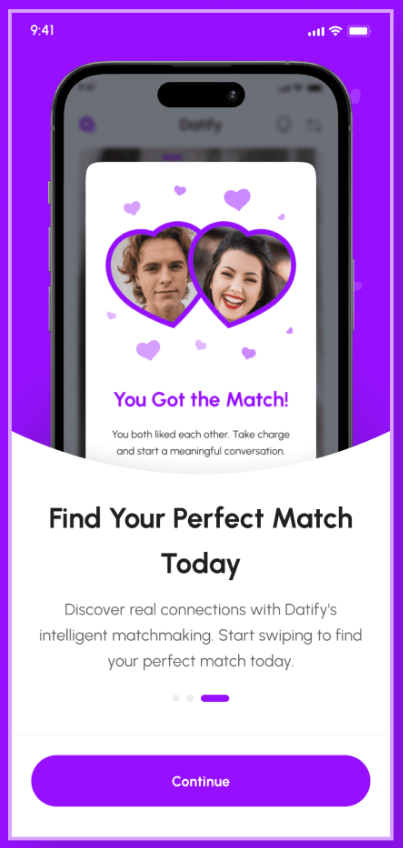 9:41
Datify
You Got the Match!
You both liked each other. Take charge
and start a meaningful conversation.
Find Your Perfect Match
Today
Discover real connections with Datify's
intelligent matchmaking. Start swiping to find
your perfect match today.
Continue